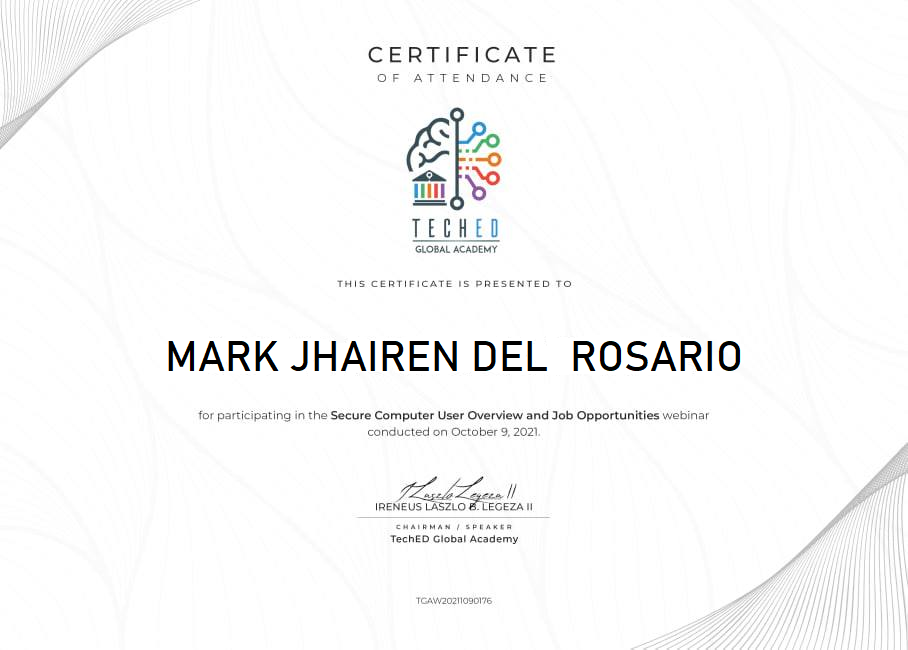 CERTIFICATE
OF ATTENDANCE
TECHED
GLOBAL ACADEMY
THIS CERTIFICATE IS PRESENTED TO
MARK JHAIREN DEL  ROSARIO
for participating in the Secure Computer User Overview and Job Opportunities webinar
conducted on October 9, 2021.
J Laszlo Legeza II
IRENEUS LASZLO B. LEGEZA II
CHAIRMAN / SPEAKER
TechED Global Academy
TGAW20211090176